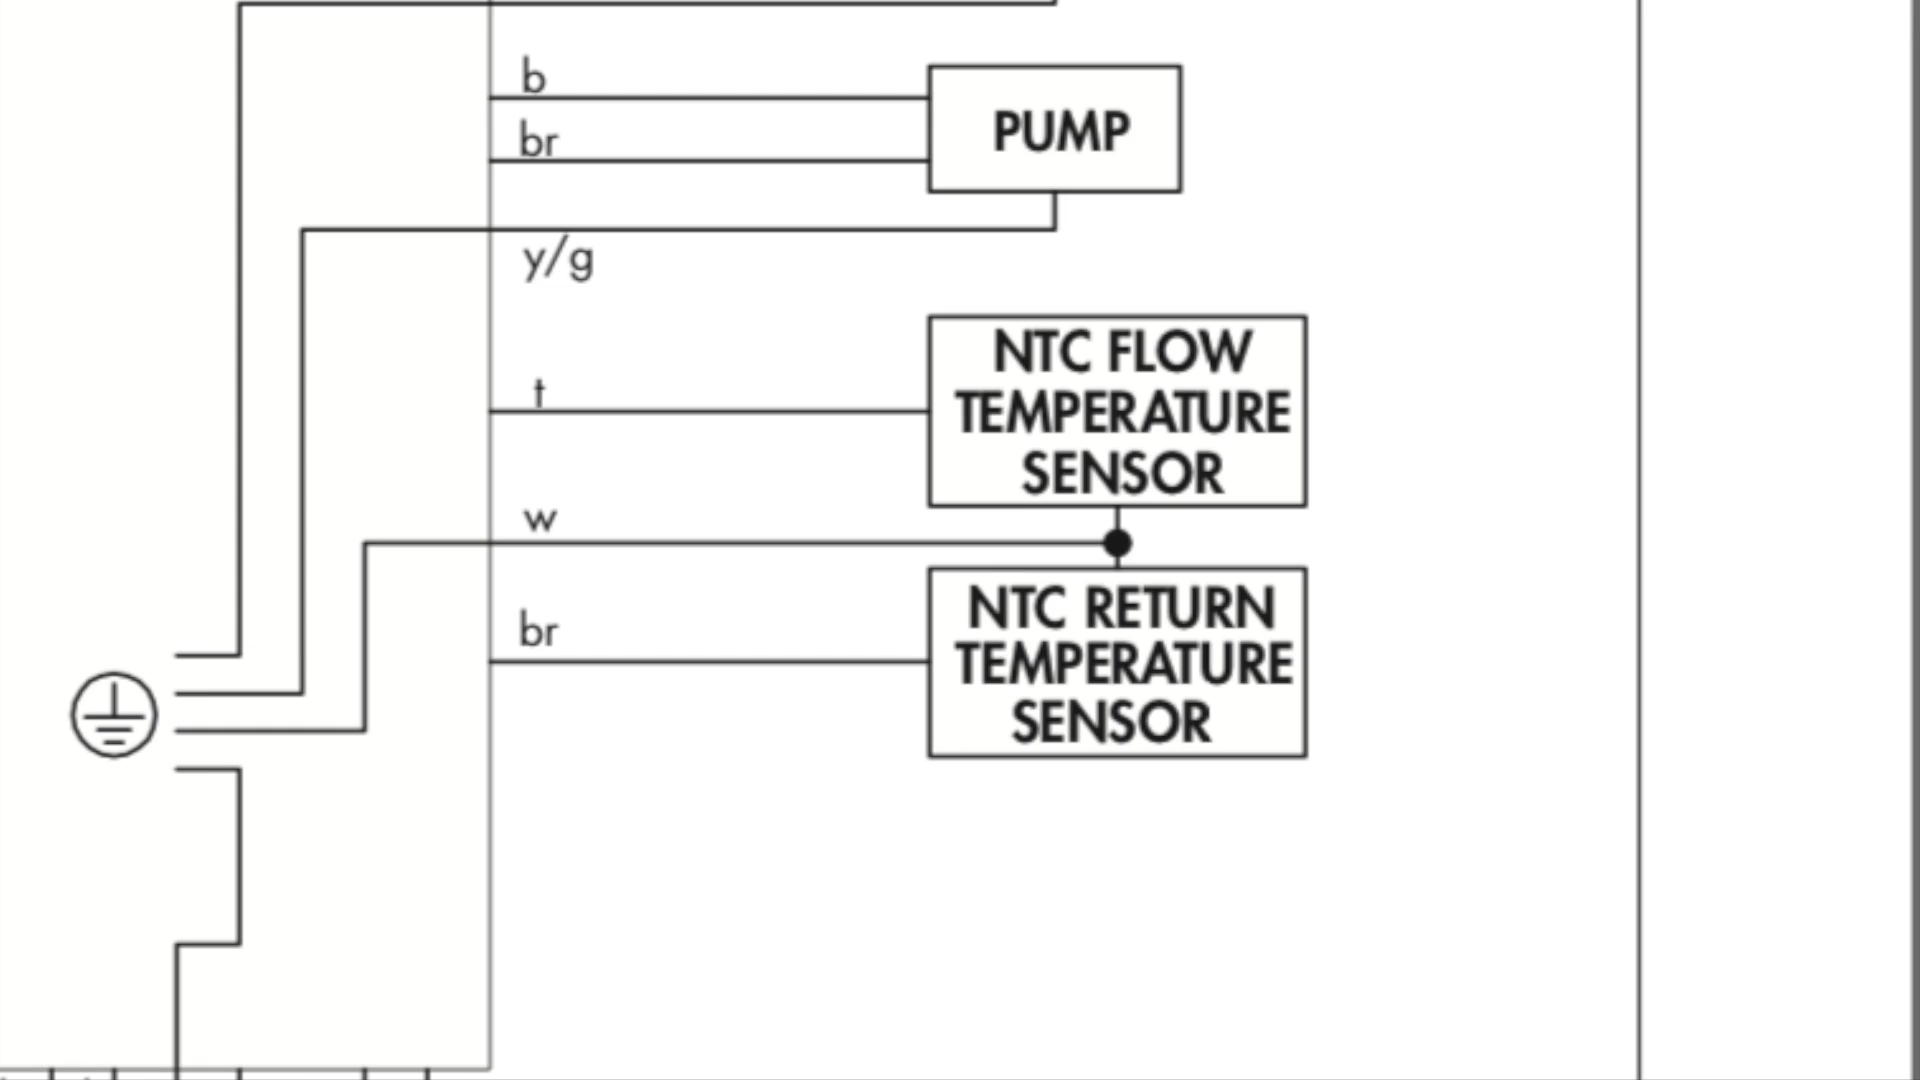 b
PUMP
br
y/g
NTC FLOW
TEMPERATURE
SENSOR
t
w
NTC RETURN
TEMPERATURE
SENSOR
br